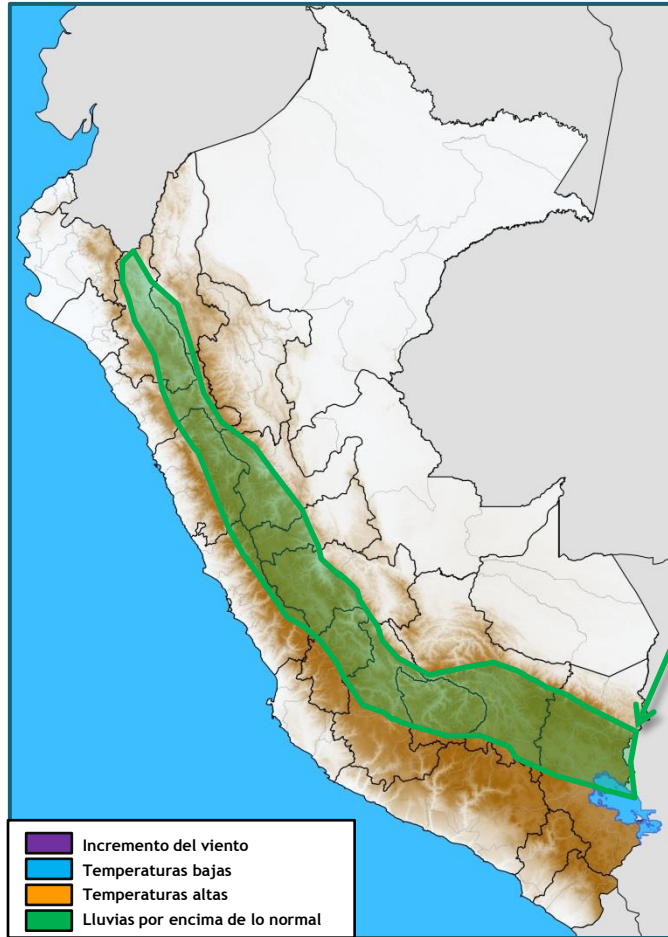 Incremento del viento
Temperaturas bajas
Temperaturas altas
Lluvias por encima de lo normal